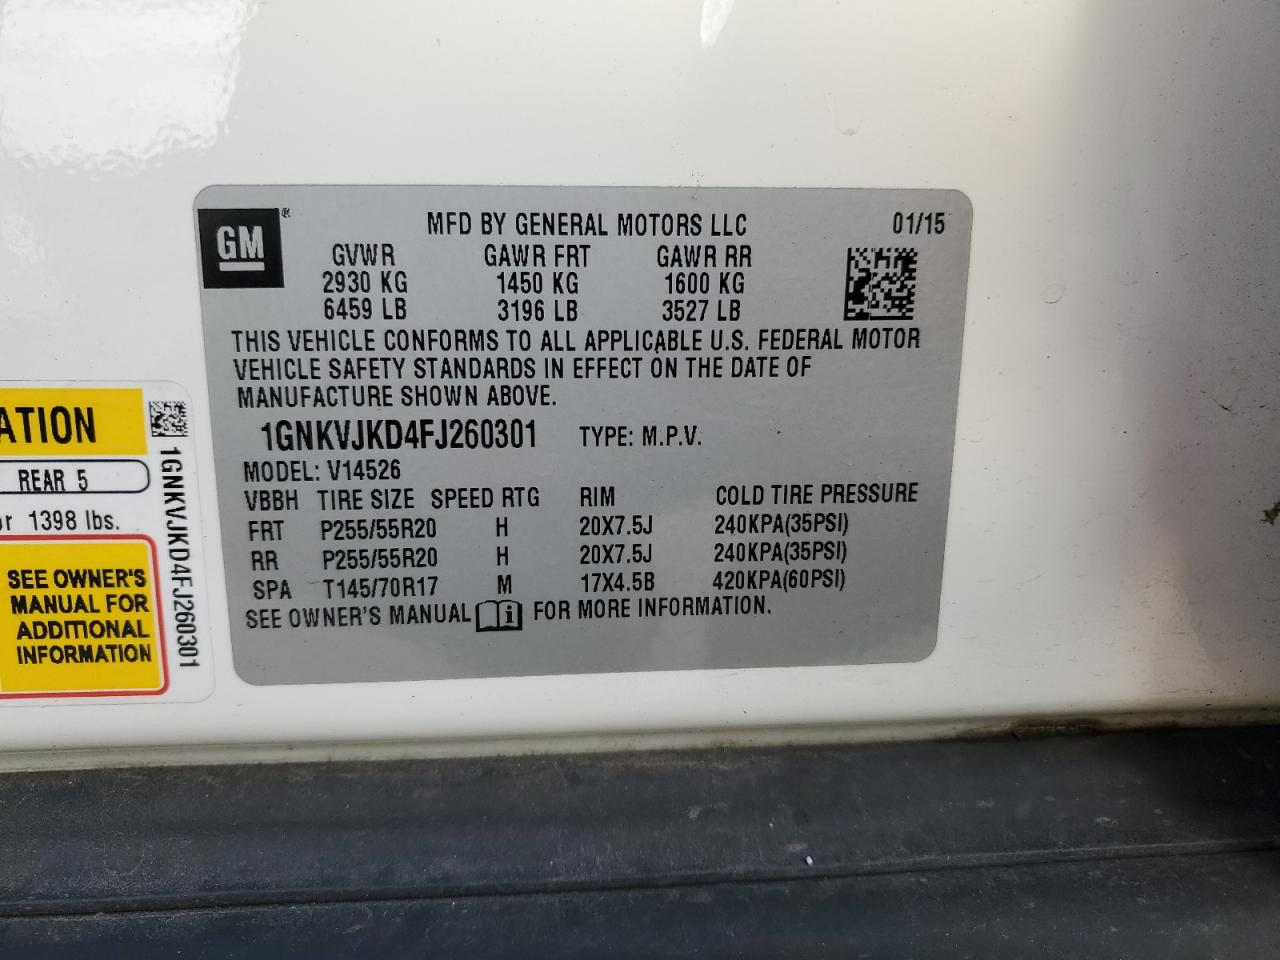 GM®
MFD BY GENERAL MOTORS LLC 01/15
GVWR GAWR FRT GAWR RR
2930 KG 1450 KG 1600 KG
6459 LB 3196 LB 3527 LB
THIS VEHICLE CONFORMS TO ALL APPLICABLE U.S. FEDERAL MOTOR
VEHICLE SAFETY STANDARDS IN EFFECT ON THE DATE OF
MANUFACTURE SHOWN ABOVE.
1GNKVJKD4FJ260301 TYPE: M.P.V.
MODEL: V14526
VBBH TIRE SIZE SPEED RTG RIM COLD TIRE PRESSURE
FRT P255/55R20 H 20X7.5J 240KPA(35PSI)
RR P255/55R20 H 20X7.5J 240KPA(35PSI)
SPA T145/70R17 M 17X4.5B 420KPA(60PSI)
SEE OWNER'S MANUAL i FOR MORE INFORMATION.
ATION
REAR 5
or 1398 lbs.
SEE OWNER'S
MANUAL FOR
ADDITIONAL
INFORMATION
1GNKVJKD4FJ260301